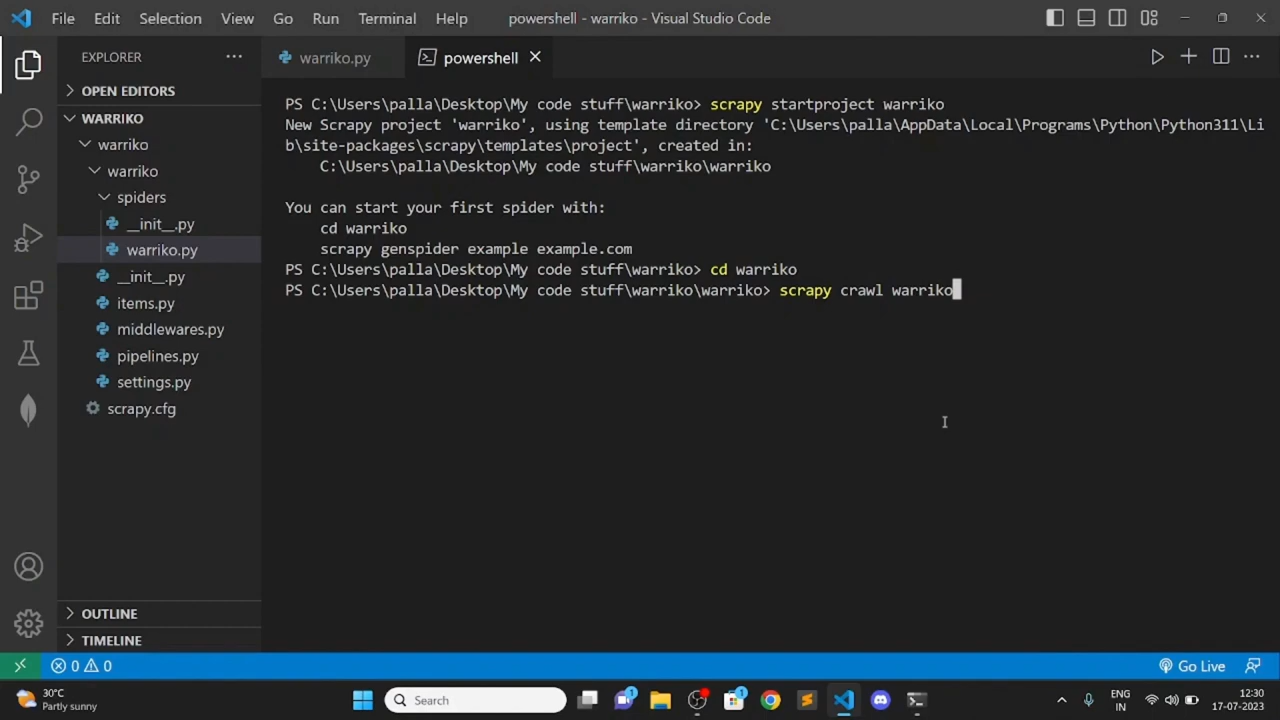 File Edit Selection View Go Run Terminal Help powershell - warriko - Visual Studio Code
EXPLORER
warriko.py
powershell
OPEN EDITORS
WARRIKO
warriko
warriko
spiders
__init__.py
warriko.py
__init__.py
items.py
middlewares.py
pipelines.py
settings.py
scrapy.cfg
OUTLINE
TIMELINE
PS C:\Users\palla\Desktop\My code stuff\warriko> scrapy startproject warriko
New Scrapy project 'warriko', using template directory 'C:\Users\palla\AppData\Local\Programs\Python\Python311\Li
b\site-packages\scrapy\templates\project', created in:
C:\Users\palla\Desktop\My code stuff\warriko\warriko
You can start your first spider with:
cd warriko
scrapy genspider example example.com
PS C:\Users\palla\Desktop\My code stuff\warriko> cd warriko
PS C:\Users\palla\Desktop\My code stuff\warriko\warriko> scrapy crawl warriko
0 0
Go Live
30°C
Partly sunny
Search
1
1
ENG
IN
12:30
17-07-2023